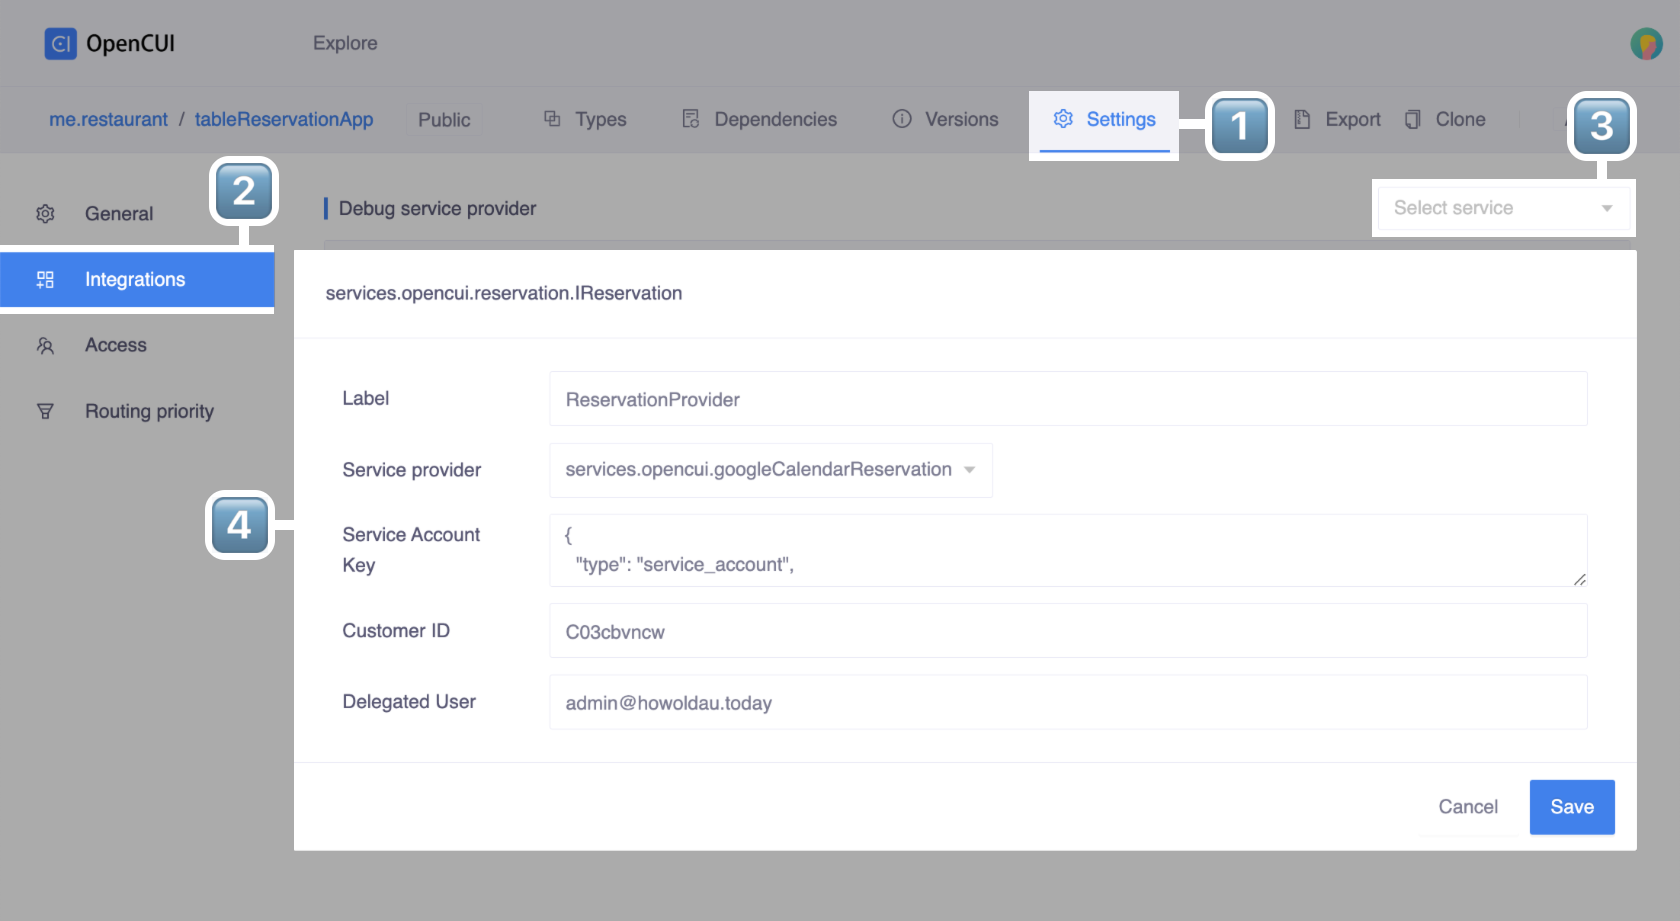 CI OpenCUI Explore
me.restaurant / tableReservationApp Public Types Dependencies Versions Settings 1 Export Clone 3
2
General Debug service provider Select service
Integrations services.opencui.reservation.IReservation
Access
Routing priority
Label ReservationProvider
Service provider services.opencui.googleCalendarReservation
4
Service Account Key
{
"type": "service_account",
Customer ID C03cbvncw
Delegated User admin@howoldau.today
Cancel Save